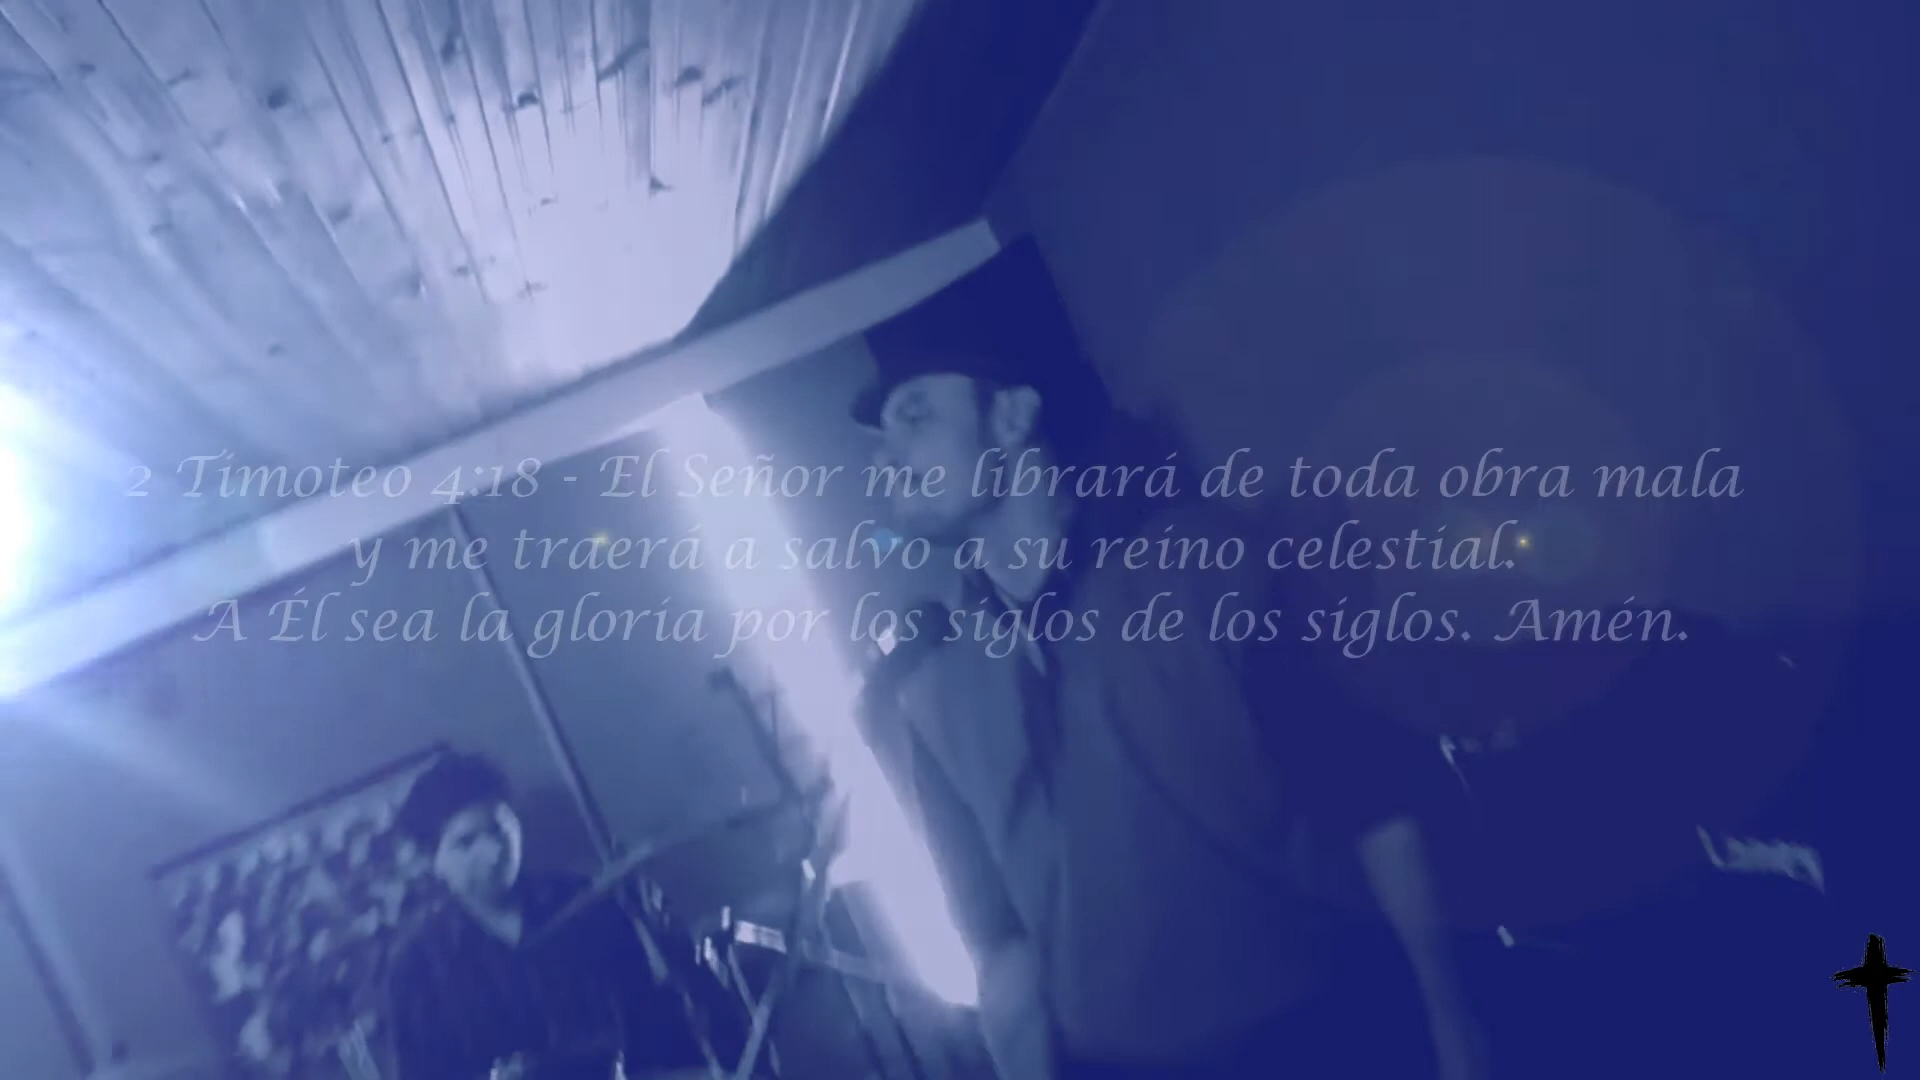 2 Timoteo 4:18 - El Señor me librará de toda obra mala
y me traerá a salvo a su reino celestial.
A Él sea la gloria por los siglos de los siglos. Amén.